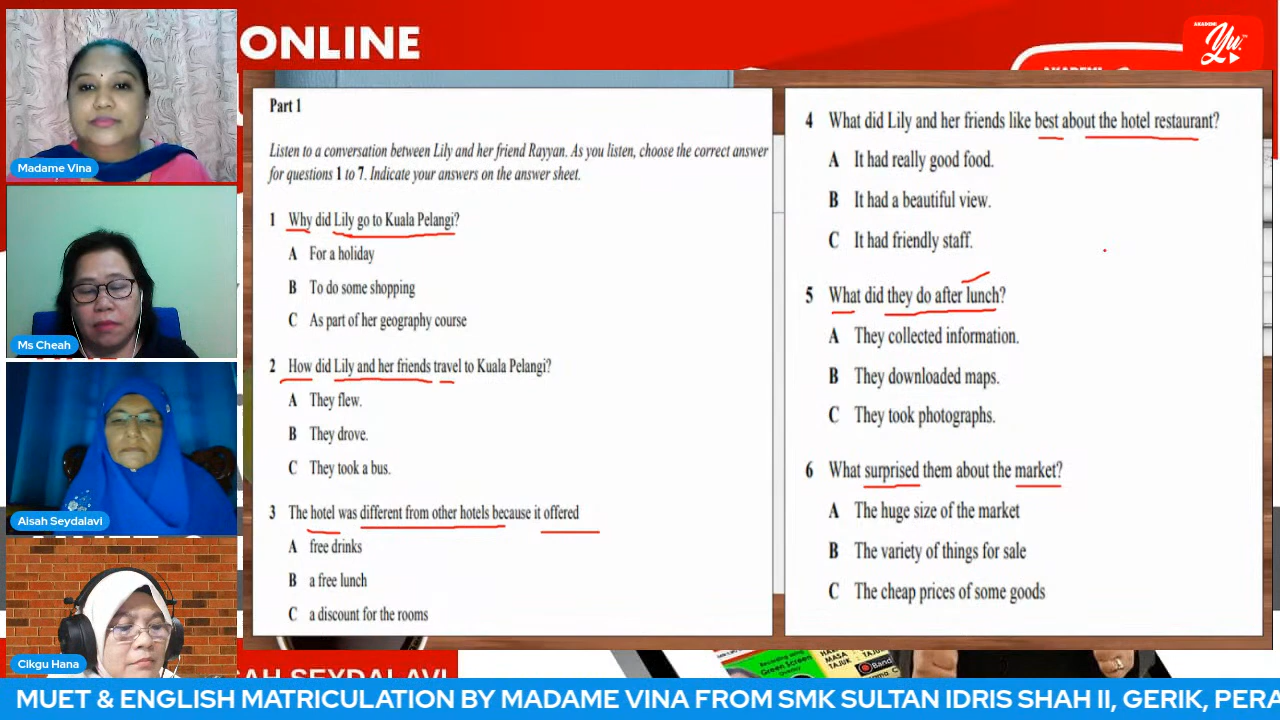 ONLINE
AKADEMI
Yu
Madame Vina
Ms Cheah
Aisah Seydalavi
Cikgu Hana
Part 1
Listen to a conversation between Lily and her friend Rayyan. As you listen, choose the correct answer
for questions 1 to 7. Indicate your answers on the answer sheet.
1 Why did Lily go to Kuala Pelangi?
A For a holiday
B To do some shopping
C As part of her geography course
2 How did Lily and her friends travel to Kuala Pelangi?
A They flew.
B They drove.
C They took a bus.
3 The hotel was different from other hotels because it offered
A free drinks
B a free lunch
C a discount for the rooms
4 What did Lily and her friends like best about the hotel restaurant?
A It had really good food.
B It had a beautiful view.
C It had friendly staff.
5 What did they do after lunch?
A They collected information.
B They downloaded maps.
C They took photographs.
6 What surprised them about the market?
A The huge size of the market
B The variety of things for sale
C The cheap prices of some goods
Recording using
Green Screen
MASA
TAJUK
Band
MUET & ENGLISH MATRICULATION BY MADAME VINA FROM SMK SULTAN IDRIS SHAH II, GERIK, PERA